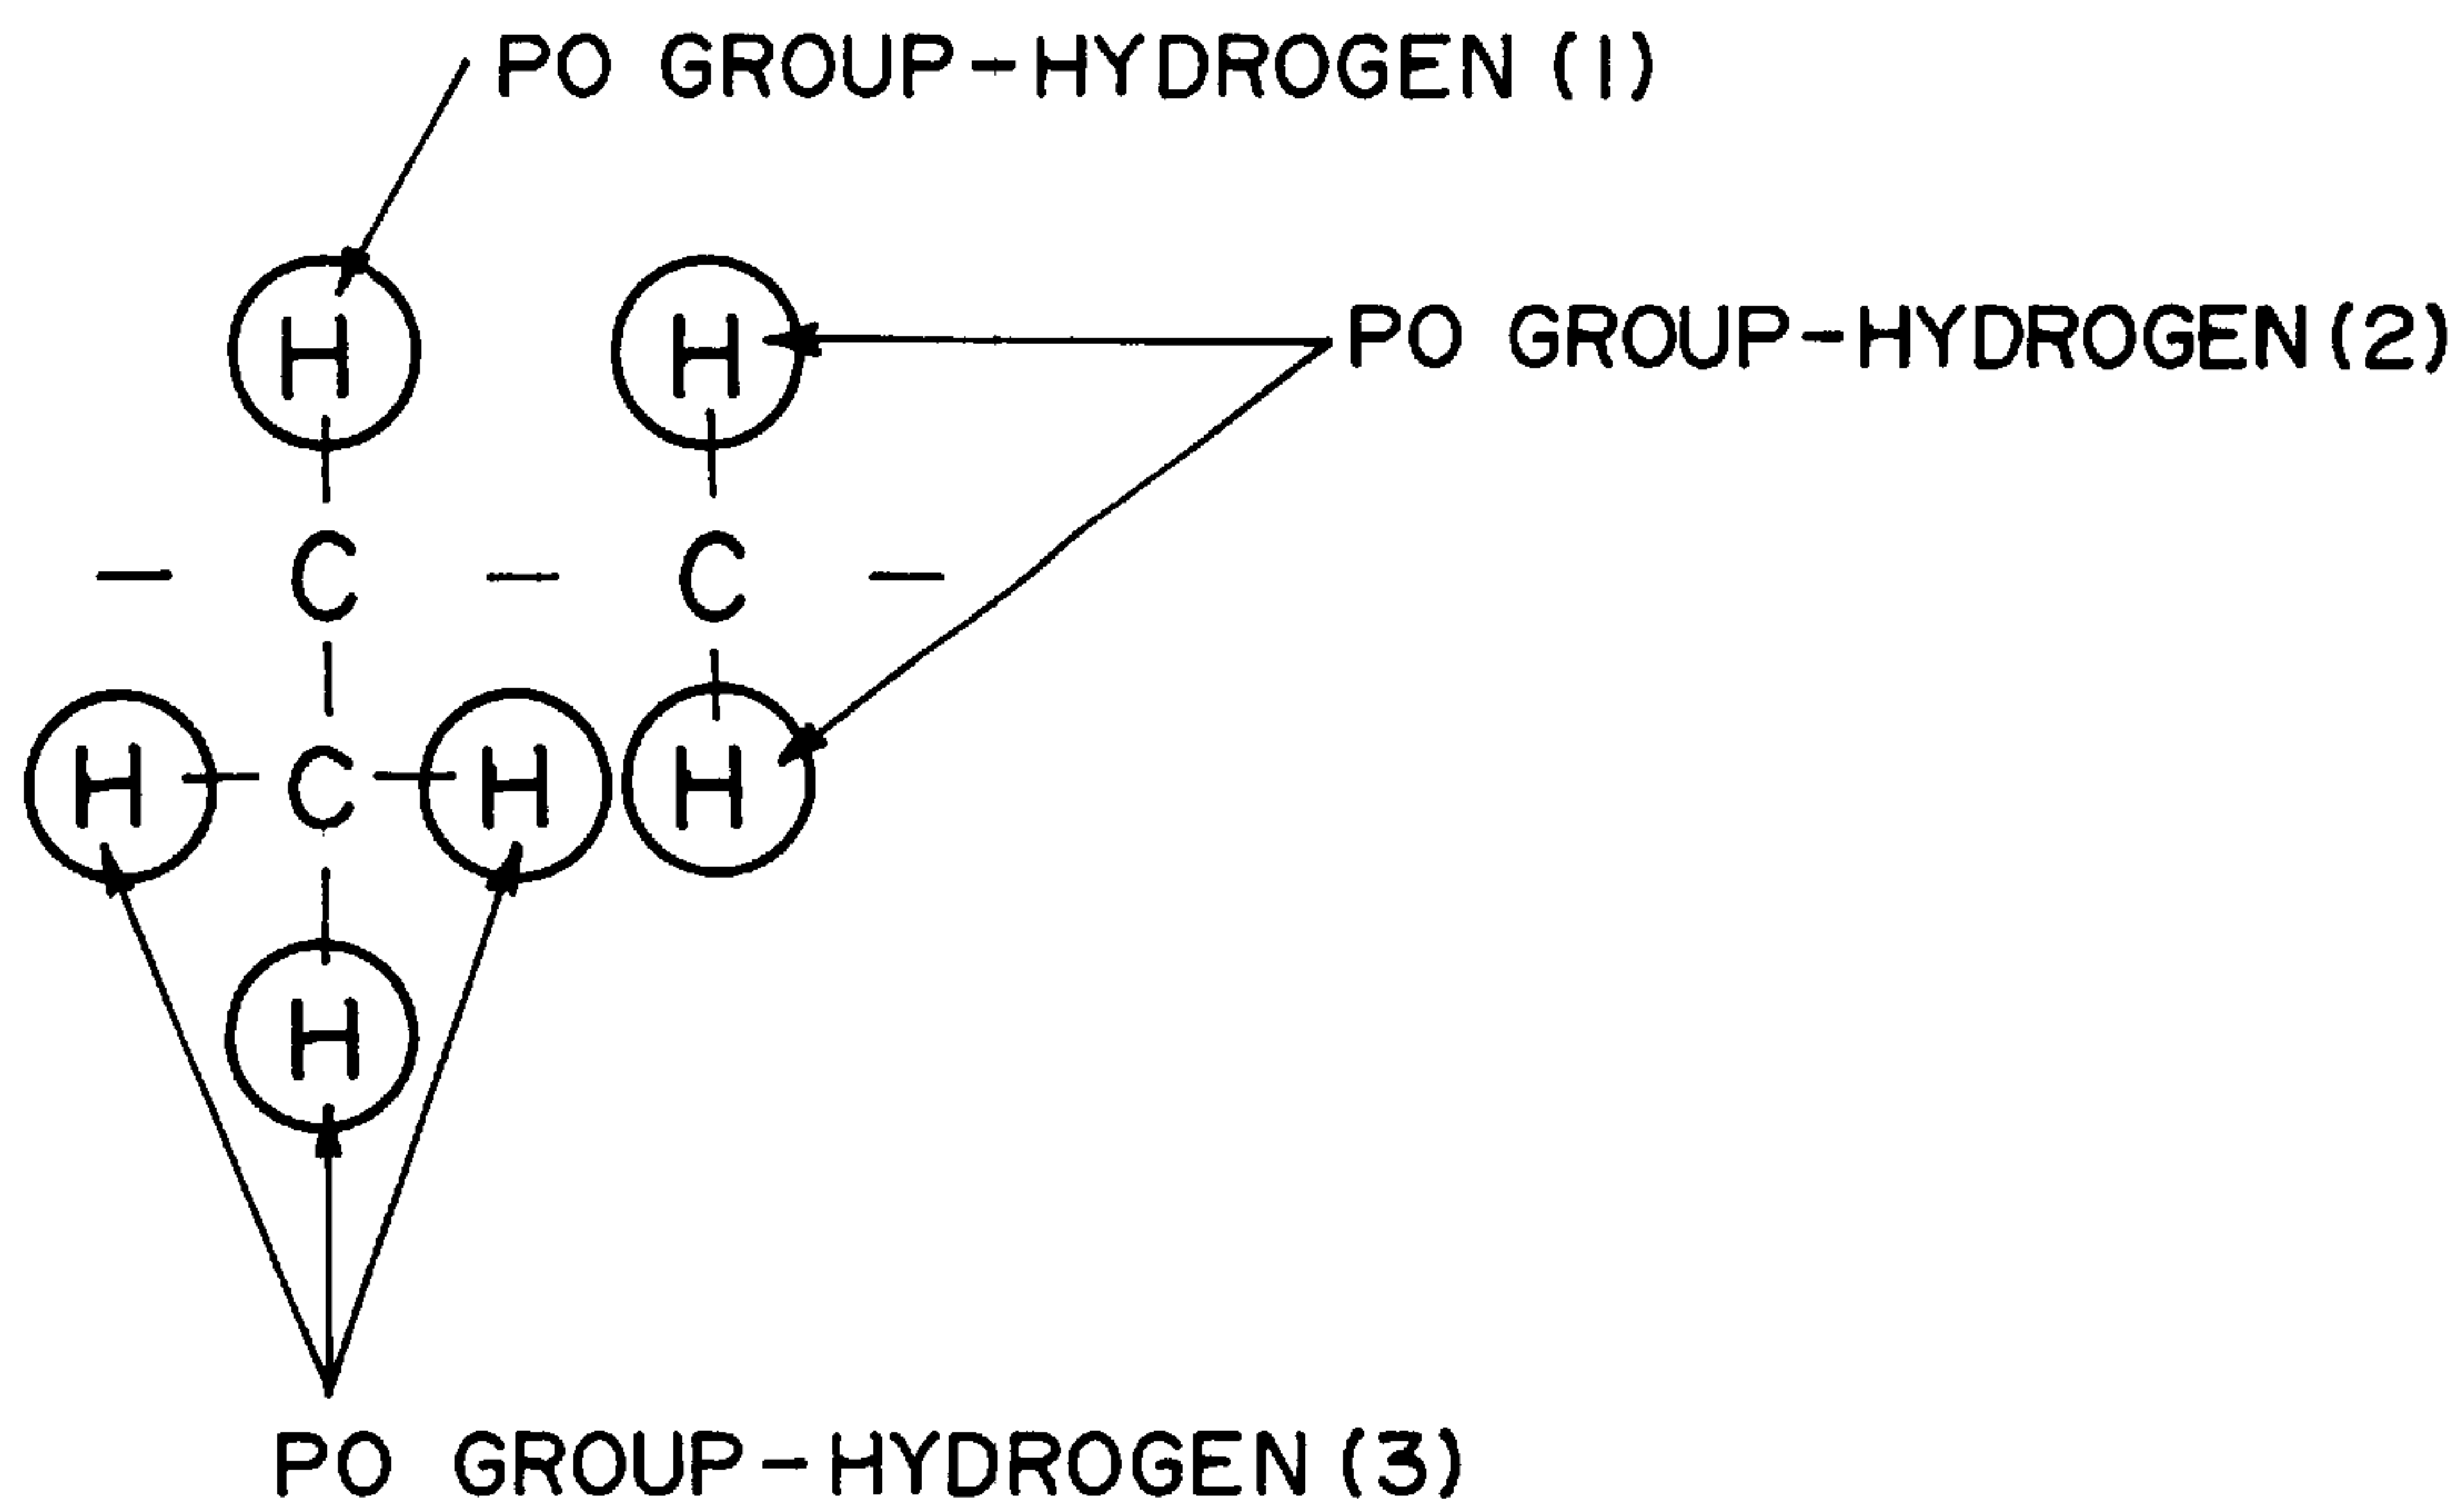 PO GROUP-HYDROGEN (1)
H H
PO GROUP-HYDROGEN (2)
- C - C -
H - C - H H
H
PO GROUP-HYDROGEN (3)